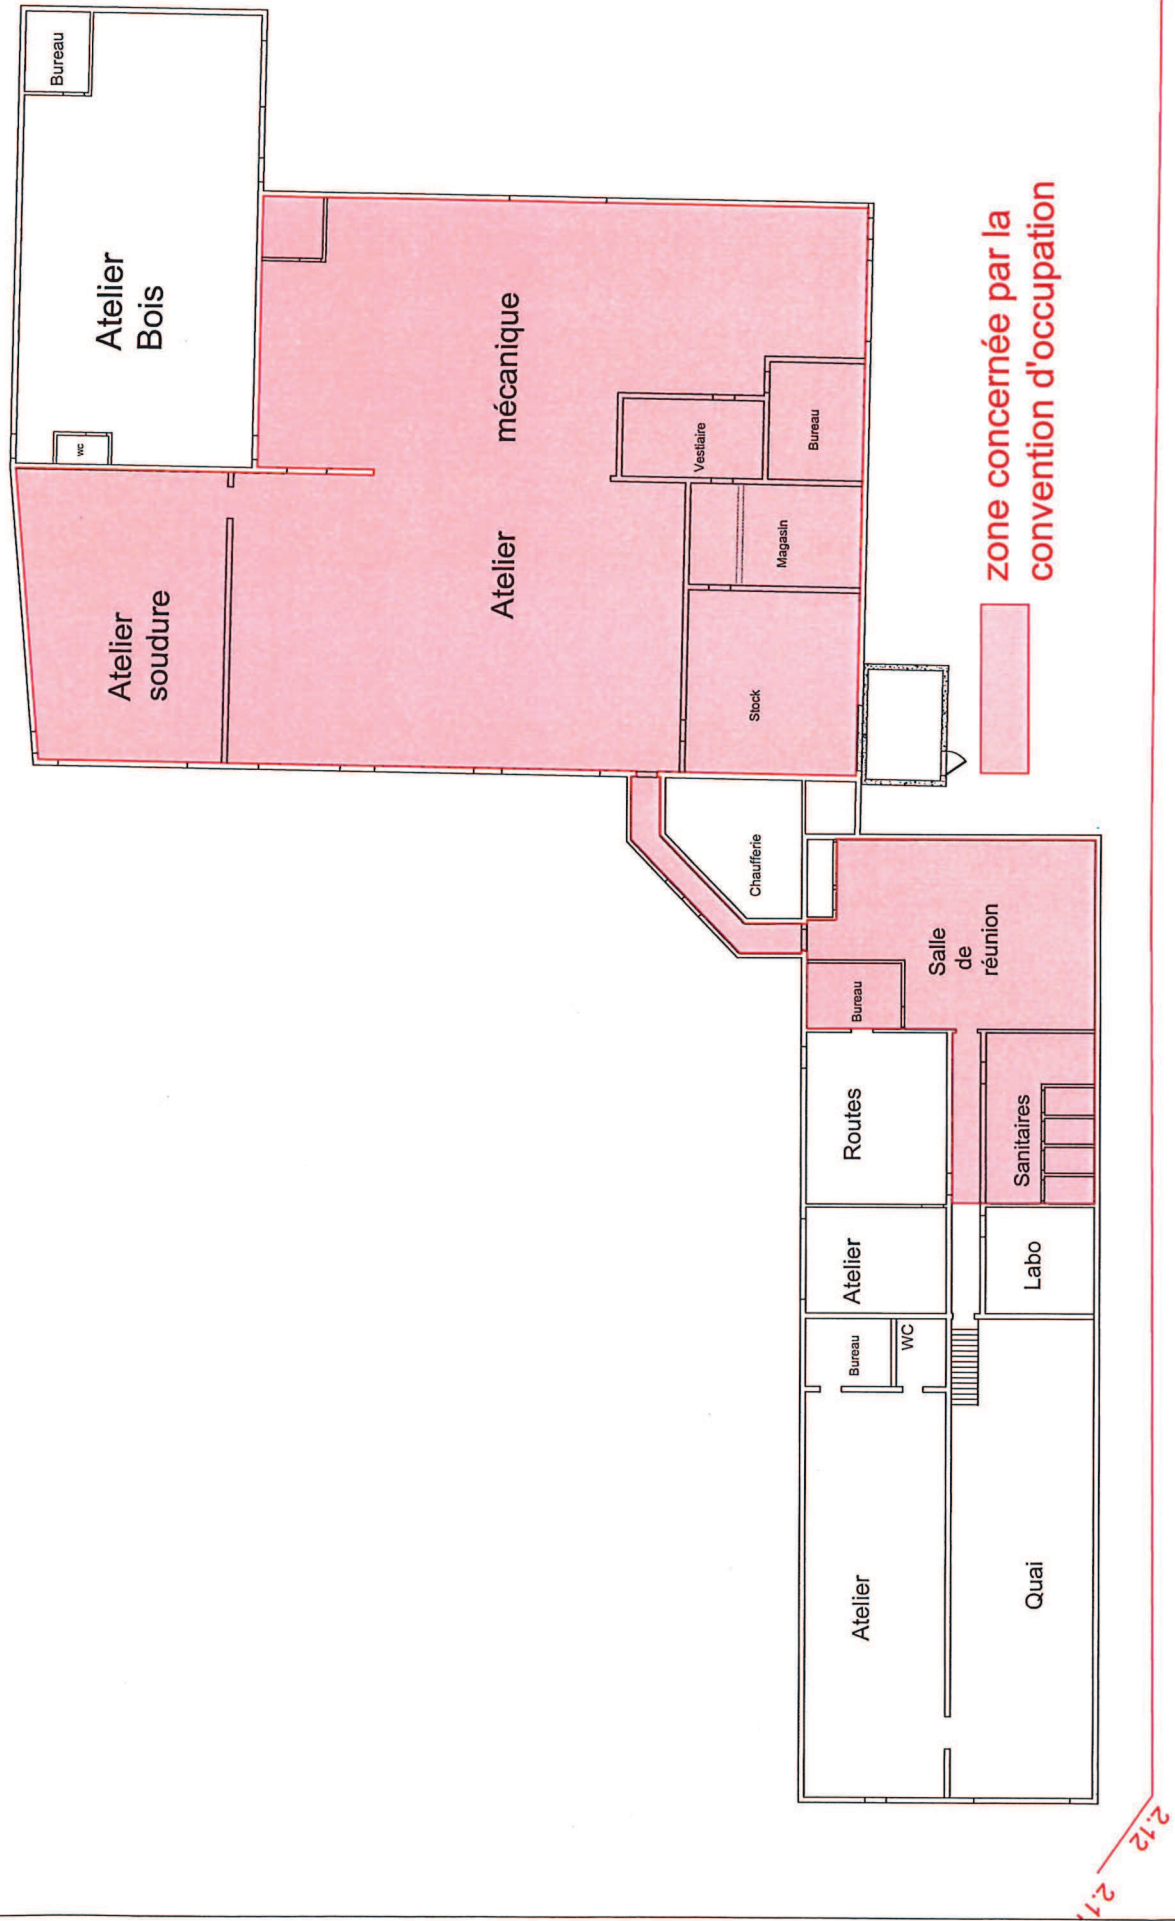 Bureau
Atelier
Bois
wc
Atelier
soudure
Atelier
mécanique
Vestiaire
Bureau
Magasin
Stock
zone concernée par la
convention d'occupation
Chaufferie
Salle
de
réunion
Bureau
Routes
Sanitaires
Atelier
Labo
Bureau
WC
Atelier
Quai
2.12